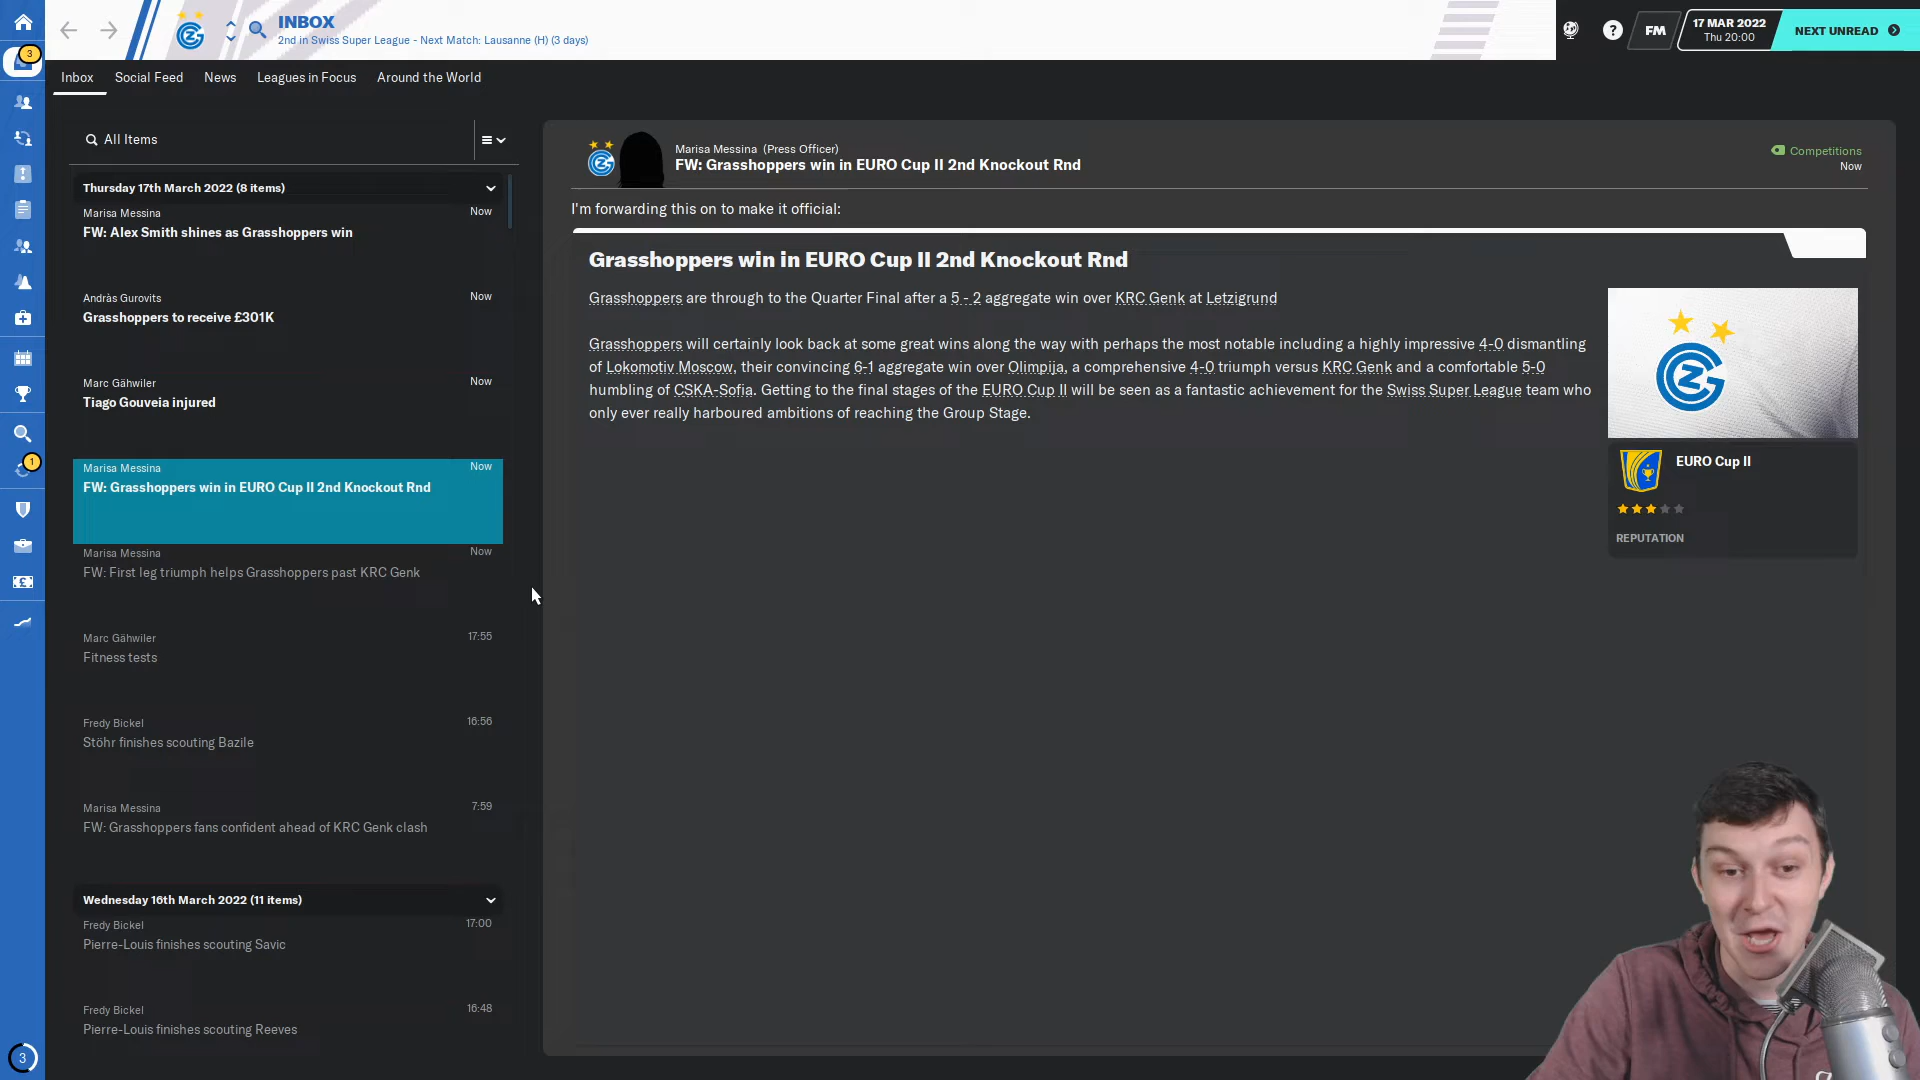 INBOX
2nd in Swiss Super League - Next Match: Lausanne (H) (3 days)
FM
17 MAR 2022
Thu 20:00
NEXT UNREAD
3
Inbox
Social Feed
News
Leagues in Focus
Around the World
All Items
Thursday 17th March 2022 (8 items)
Marisa Messina
Now
FW: Alex Smith shines as Grasshoppers win
Andràs Gurovits
Now
Grasshoppers to receive £301K
Marc Gähwiler
Now
Tiago Gouveia injured
Marisa Messina
Now
FW: Grasshoppers win in EURO Cup II 2nd Knockout Rnd
Marisa Messina
Now
FW: First leg triumph helps Grasshoppers past KRC Genk
Marc Gähwiler
17:55
Fitness tests
Fredy Bickel
16:56
Stöhr finishes scouting Bazile
Marisa Messina
7:59
FW: Grasshoppers fans confident ahead of KRC Genk clash
Wednesday 16th March 2022 (11 items)
Fredy Bickel
17:00
Pierre-Louis finishes scouting Savic
Fredy Bickel
16:48
Pierre-Louis finishes scouting Reeves
1
3
Marisa Messina (Press Officer)
FW: Grasshoppers win in EURO Cup II 2nd Knockout Rnd
Competitions
Now
I'm forwarding this on to make it official:
Grasshoppers win in EURO Cup II 2nd Knockout Rnd
Grasshoppers are through to the Quarter Final after a 5 - 2 aggregate win over KRC Genk at Letzigrund
Grasshoppers will certainly look back at some great wins along the way with perhaps the most notable including a highly impressive 4-0 dismantling
of Lokomotiv Moscow, their convincing 6-1 aggregate win over Olimpija, a comprehensive 4-0 triumph versus KRC Genk and a comfortable 5-0
humbling of CSKA-Sofia. Getting to the final stages of the EURO Cup II will be seen as a fantastic achievement for the Swiss Super League team who
only ever really harboured ambitions of reaching the Group Stage.
EURO Cup II
REPUTATION